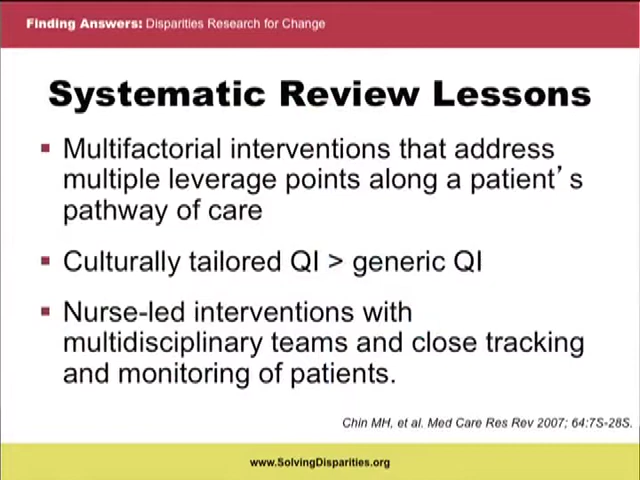 Finding Answers: Disparities Research for Change
Systematic Review Lessons
▪ Multifactorial interventions that address
multiple leverage points along a patient's
pathway of care
▪ Culturally tailored QI > generic QI
▪ Nurse-led interventions with
multidisciplinary teams and close tracking
and monitoring of patients.
Chin MH, et al. Med Care Res Rev 2007; 64:7S-28S.
www.SolvingDisparities.org